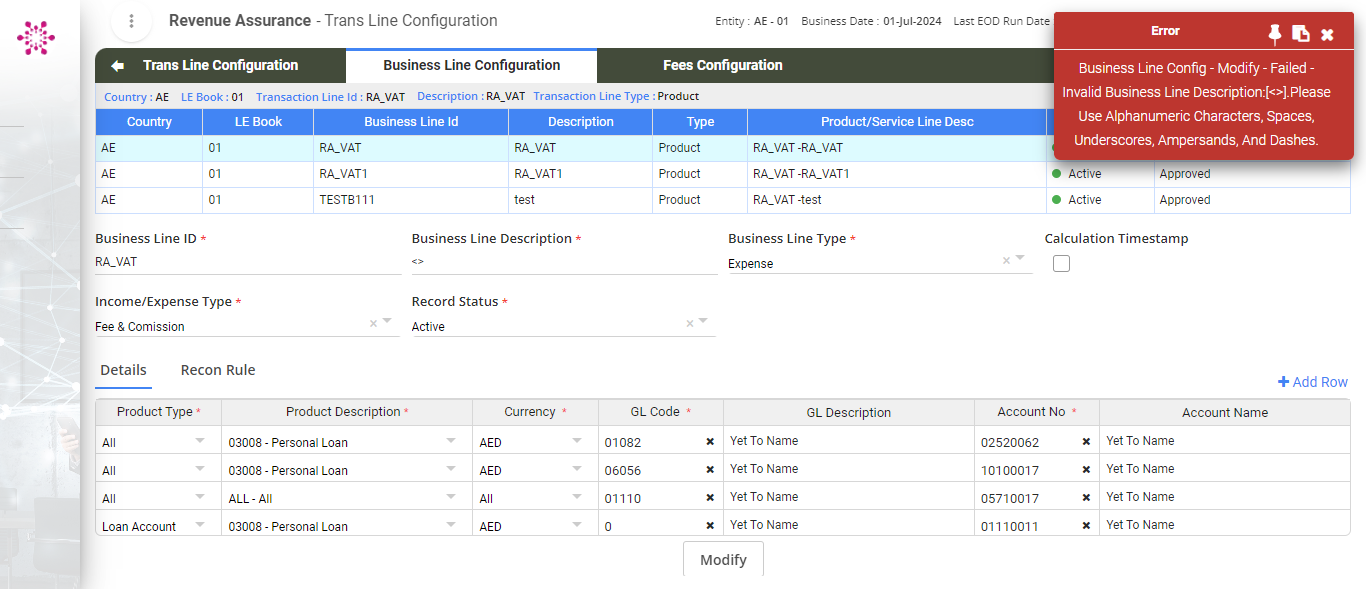 Revenue Assurance - Trans Line Configuration
Entity : AE - 01 Business Date : 01-Jul-2024 Last EOD Run Date
Error
Business Line Config - Modify - Failed -
Invalid Business Line Description:[<>].Please
Use Alphanumeric Characters, Spaces,
Underscores, Ampersands, And Dashes.
Trans Line Configuration Business Line Configuration Fees Configuration
Country : AE LE Book : 01 Transaction Line Id : RA_VAT Description : RA_VAT Transaction Line Type : Product
Country LE Book Business Line Id Description Type Product/Service Line Desc
AE 01 RA_VAT RA_VAT Product RA_VAT -RA_VAT
AE 01 RA_VAT1 RA_VAT1 Product RA_VAT -RA_VAT1 Active Approved
AE 01 TESTB111 test Product RA_VAT -test Active Approved
Business Line ID * Business Line Description * Business Line Type * Calculation Timestamp
RA_VAT <> Expense
Income/Expense Type * Record Status *
Fee & Comission Active
Details Recon Rule
+ Add Row
Product Type * Product Description * Currency * GL Code * GL Description Account No * Account Name
All 03008 - Personal Loan AED 01082 Yet To Name 02520062 Yet To Name
All 03008 - Personal Loan AED 06056 Yet To Name 10100017 Yet To Name
All ALL - All All 01110 Yet To Name 05710017 Yet To Name
Loan Account 03008 - Personal Loan AED 0 Yet To Name 01110011 Yet To Name
Modify